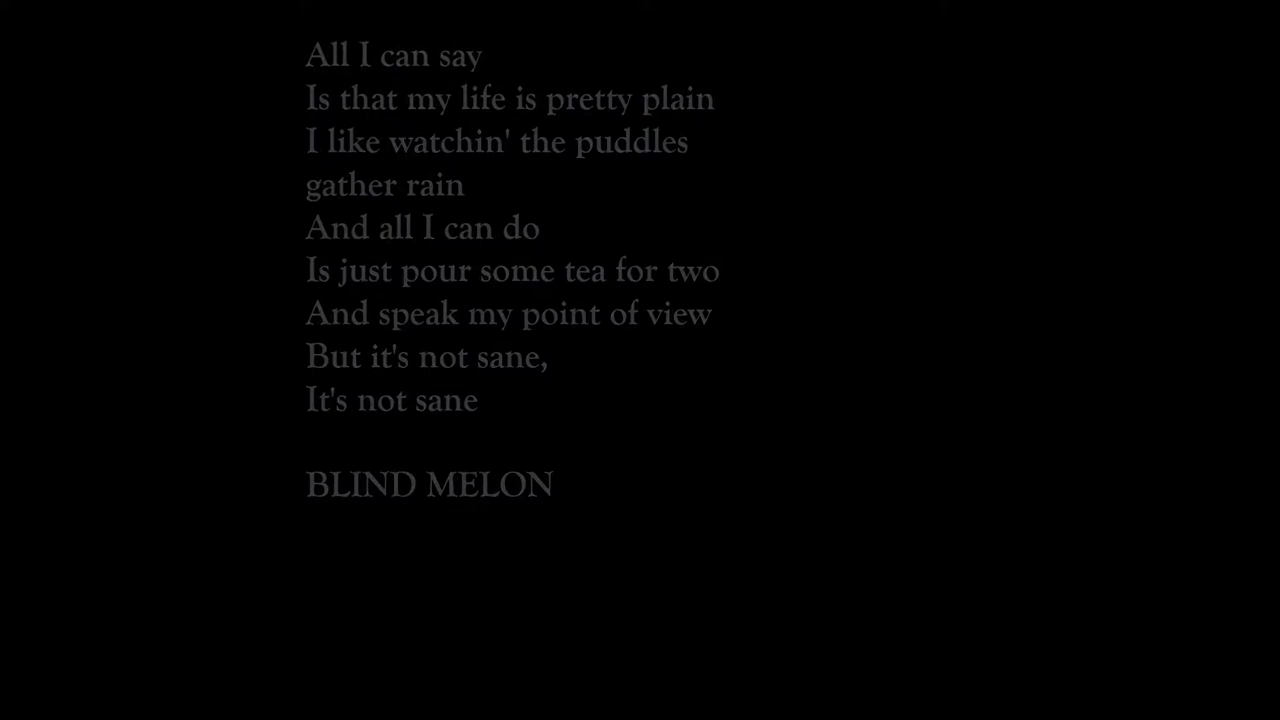 All I can say
Is that my life is pretty plain
I like watchin' the puddles
gather rain
And all I can do
Is just pour some tea for two
And speak my point of view
But it's not sane,
It's not sane
BLIND MELON